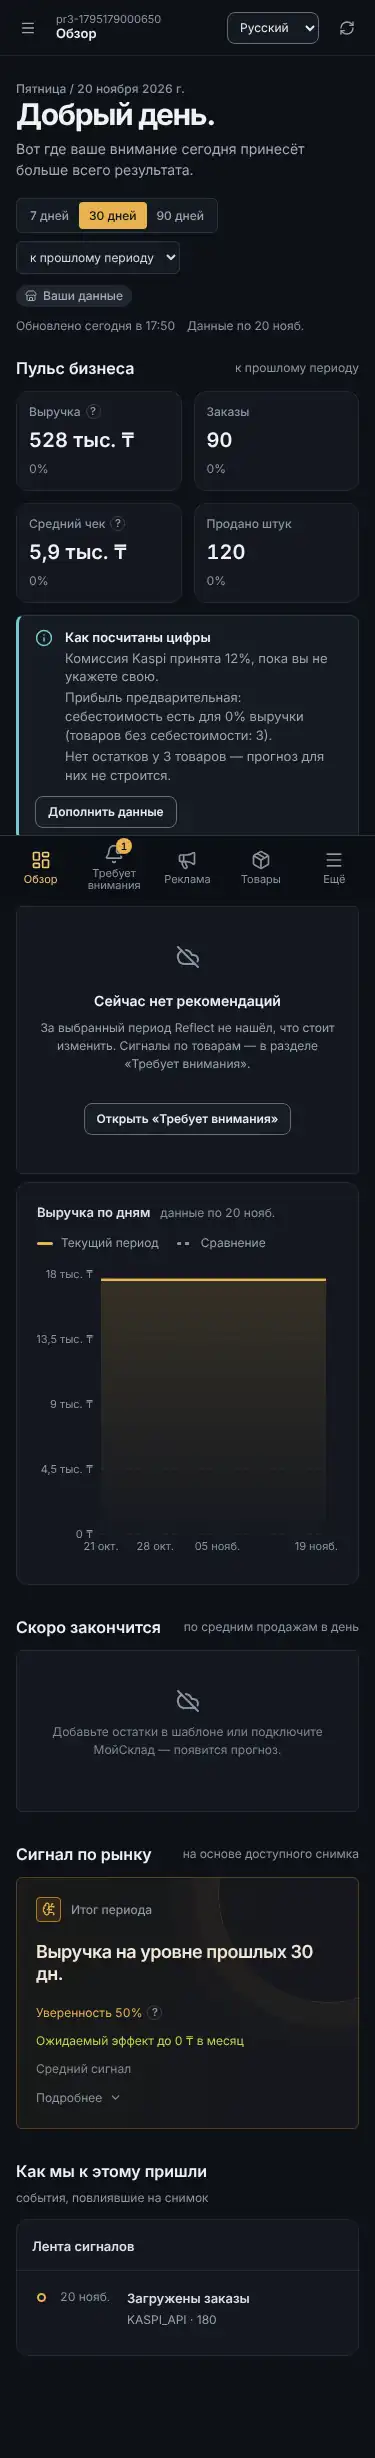 pr3-1795179000650
Обзор
Русский
Пятница / 20 ноября 2026 г.
Добрый день.
Вот где ваше внимание сегодня принесёт
больше всего результата.
7 дней 30 дней 90 дней
к прошлому периоду
Ваши данные
Обновлено сегодня в 17:50 Данные по 20 нояб.
Пульс бизнеса к прошлому периоду
Выручка ?
528 тыс. ₸
0%
Заказы
90
0%
Средний чек ?
5,9 тыс. ₸
0%
Продано штук
120
0%
Как посчитаны цифры
Комиссия Kaspi принята 12%, пока вы не
укажете свою.
Прибыль предварительная:
себестоимость есть для 0% выручки
(товаров без себестоимости: 3).
Нет остатков у 3 товаров — прогноз для
них не строится.
Дополнить данные
1
Обзор
Требует
внимания
Реклама
Товары
Ещё
Сейчас нет рекомендаций
За выбранный период Reflect не нашёл, что стоит
изменить. Сигналы по товарам — в разделе
«Требует внимания».
Открыть «Требует внимания»
Выручка по дням данные по 20 нояб.
Текущий период Сравнение
18 тыс. ₸
13,5 тыс. ₸
9 тыс. ₸
4,5 тыс. ₸
0 ₸
21 окт. 28 окт. 05 нояб. 19 нояб.
Скоро закончится по средним продажам в день
Добавьте остатки в шаблоне или подключите
МойСклад — появится прогноз.
Сигнал по рынку на основе доступного снимка
Итог периода
Выручка на уровне прошлых 30
дн.
Уверенность 50% ?
Ожидаемый эффект до 0 ₸ в месяц
Средний сигнал
Подробнее
Как мы к этому пришли
события, повлиявшие на снимок
Лента сигналов
20 нояб. Загружены заказы
KASPI_API · 180